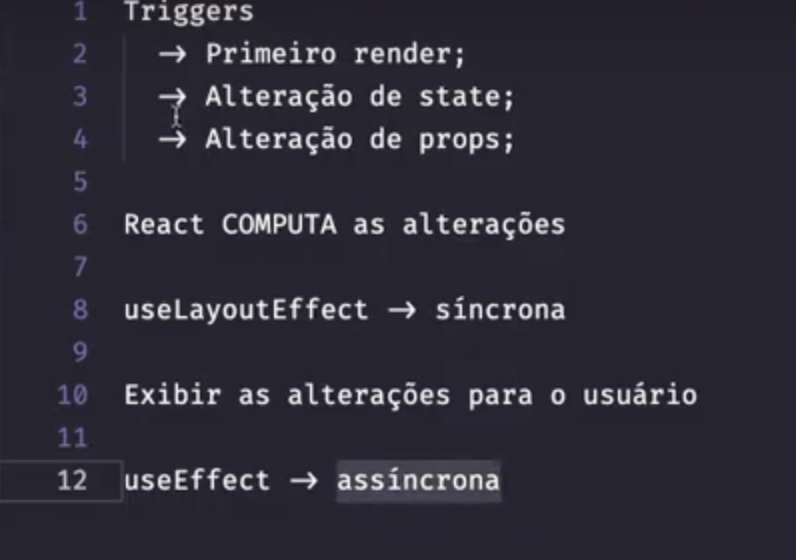 1 Triggers
2 → Primeiro render;
3 → Alteração de state;
4 → Alteração de props;
5
6 React COMPUTA as alterações
7
8 useLayoutEffect → síncrona
9
10 Exibir as alterações para o usuário
11
12 useEffect → assíncrona